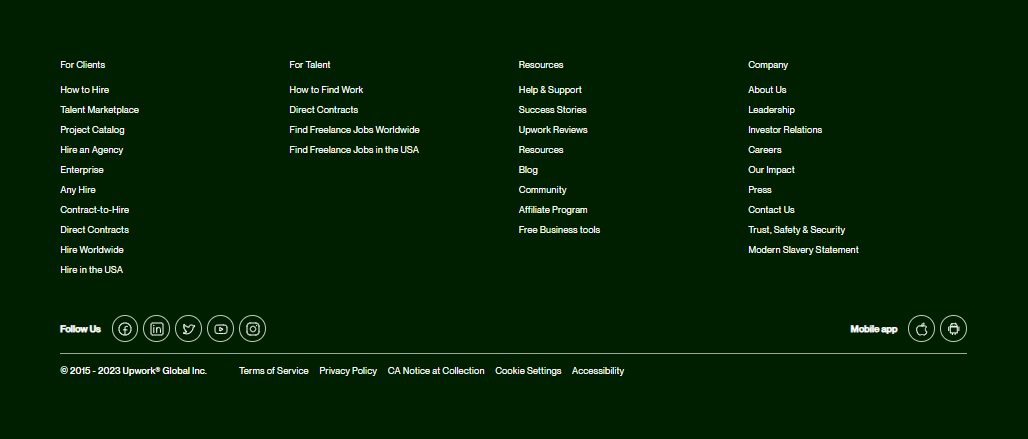 For Clients
How to Hire
Talent Marketplace
Project Catalog
Hire an Agency
Enterprise
Any Hire
Contract-to-Hire
Direct Contracts
Hire Worldwide
Hire in the USA
For Talent
How to Find Work
Direct Contracts
Find Freelance Jobs Worldwide
Find Freelance Jobs in the USA
Resources
Help & Support
Success Stories
Upwork Reviews
Resources
Blog
Community
Affiliate Program
Free Business tools
Company
About Us
Leadership
Investor Relations
Careers
Our Impact
Press
Contact Us
Trust, Safety & Security
Modern Slavery Statement
Follow Us
Mobile app
© 2015 - 2023 Upwork® Global Inc.
Terms of Service
Privacy Policy
CA Notice at Collection
Cookie Settings
Accessibility